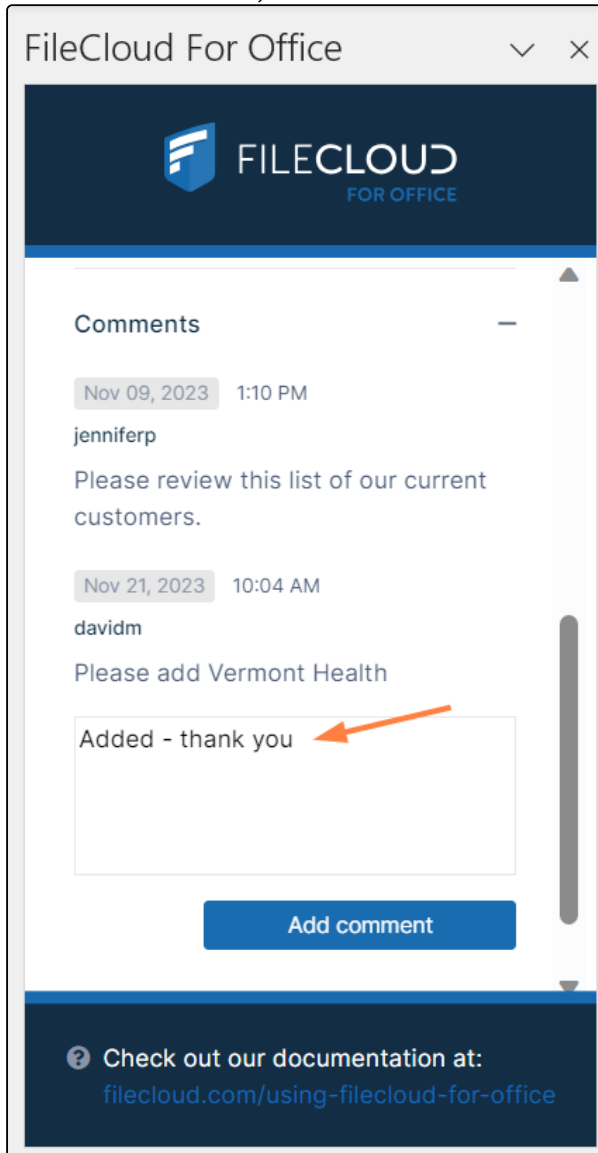 FileCloud For Office
FILECLOUD
FOR OFFICE
Comments
Nov 09, 2023 1:10 PM
jenniferp
Please review this list of our current
customers.
Nov 21, 2023 10:04 AM
davidm
Please add Vermont Health
Added - thank you
Add comment
Check out our documentation at:
filecloud.com/using-filecloud-for-office